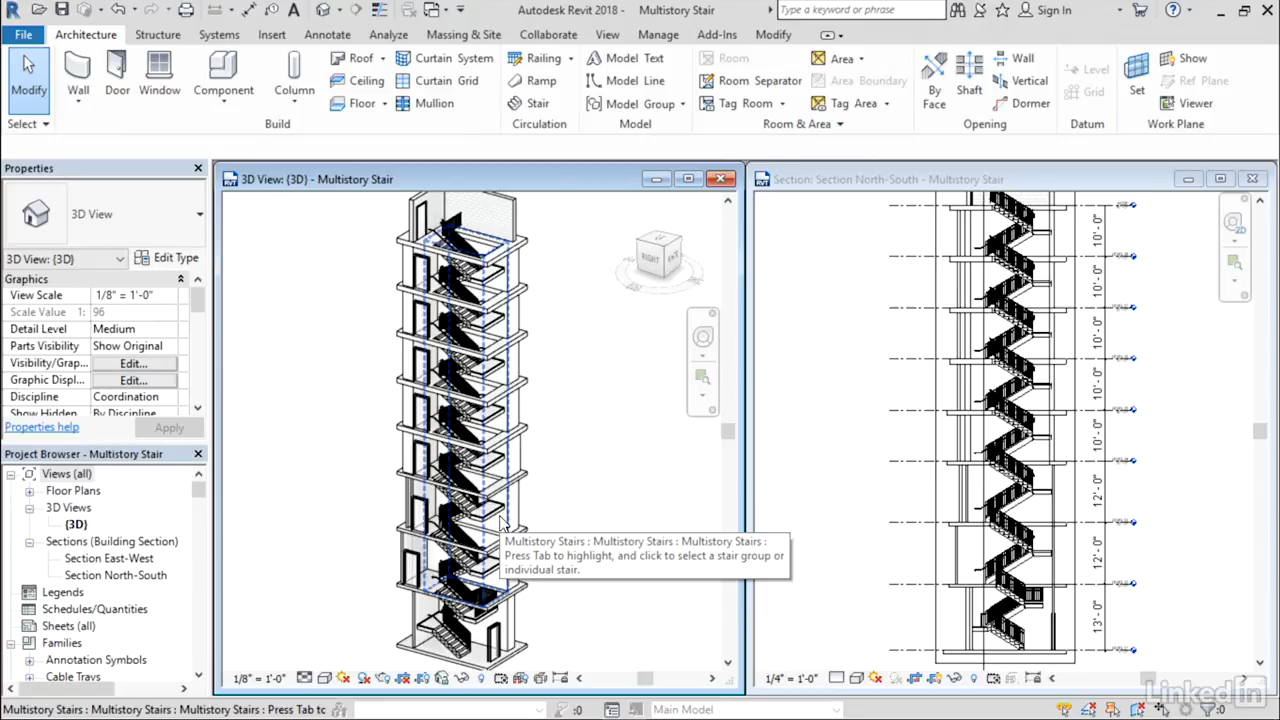 Autodesk Revit 2018 - Multistory Stair
Type a keyword or phrase
Sign In
File Architecture Structure Systems Insert Annotate Analyze Massing & Site Collaborate View Manage Add-Ins Modify
Modify Wall Door Window Component Column Roof Curtain System Railing Model Text Room Area By Face Shaft Wall Level Set Show
Ceiling Curtain Grid Ramp Model Line Room Separator Area Boundary Vertical Grid Ref Plane
Floor Mullion Stair Model Group Tag Room Tag Area Dormer Viewer
Select Build Circulation Model Room & Area Opening Datum Work Plane
Properties
3D View
3D View: {3D} Edit Type
Graphics
View Scale 1/8" = 1'-0"
Scale Value 1: 96
Detail Level Medium
Parts Visibility Show Original
Visibility/Grap... Edit...
Graphic Displ... Edit...
Discipline Coordination
Show Hidden By Discipline
Properties help Apply
Project Browser - Multistory Stair
Views (all)
Floor Plans
3D Views
{3D}
Sections (Building Section)
Section East-West
Section North-South
Legends
Schedules/Quantities
Sheets (all)
Families
Annotation Symbols
Cable Trays
3D View: {3D} - Multistory Stair
RIGHT
Multistory Stairs : Multistory Stairs : Multistory Stairs :
Press Tab to highlight, and click to select a stair group or
individual stair.
1/8" = 1'-0"
Section: Section North-South - Multistory Stair
2D
10'-0"
10'-0"
10'-0"
10'-0"
10'-0"
12'-0"
12'-0"
13'-0"
1/4" = 1'-0"
Multistory Stairs : Multistory Stairs : Multistory Stairs : Press Tab tc
:0
Main Model
:0
LinkedIn